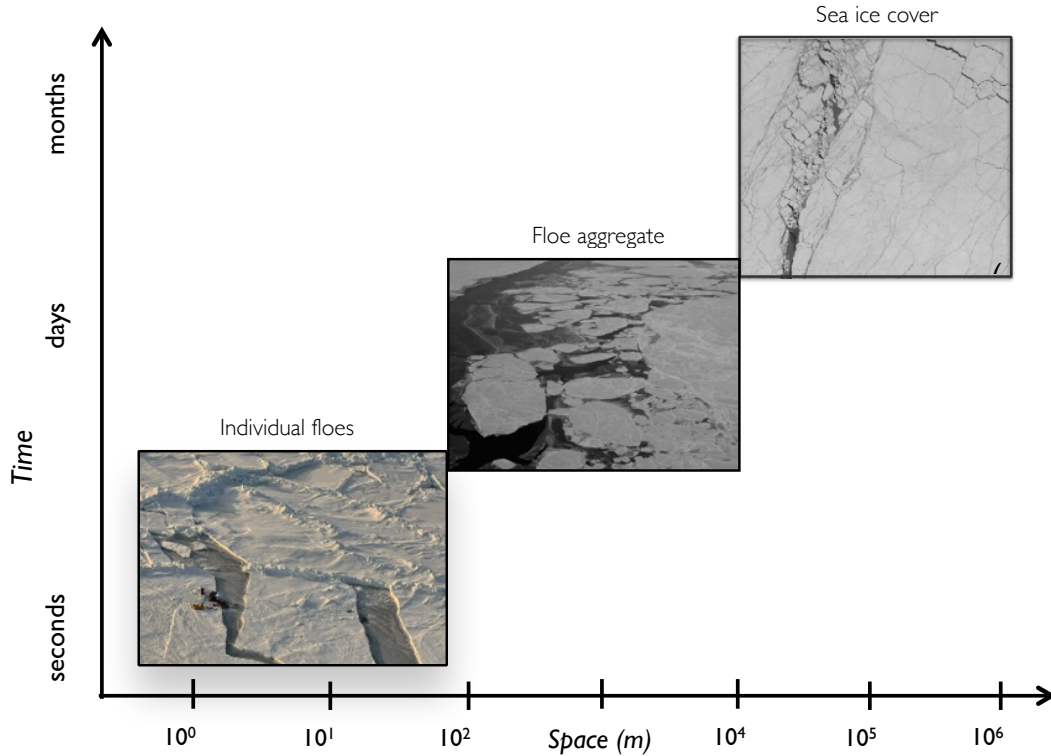 Sea ice cover
months
Floe aggregate
days
Individual floes
Time
seconds
10⁰
10¹
10²
Space (m)
10⁴
10⁵
10⁶